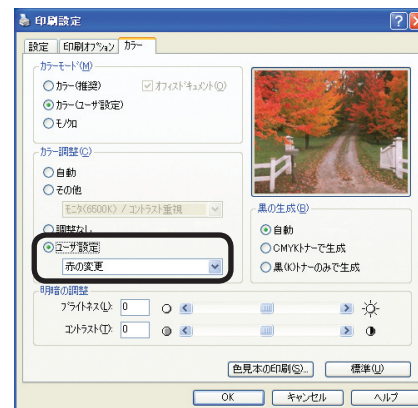 印刷設定
設定 印刷オプション カラー
カラーモード(M)
カラー(推奨)
オフィスドキュメント(O)
カラー(ユーザ設定)
モノクロ
カラー調整(C)
自動
その他
モニタ(6500K) / コントラスト重視
調整なし
ユーザ設定
赤の変更
黒の生成(B)
自動
CMYKトナーで生成
黒(K)トナーのみで生成
明暗の調整
ブライトネス(L): 0
コントラスト(T): 0
色見本の印刷(S)... 標準(U)
OK キャンセル ヘルプ